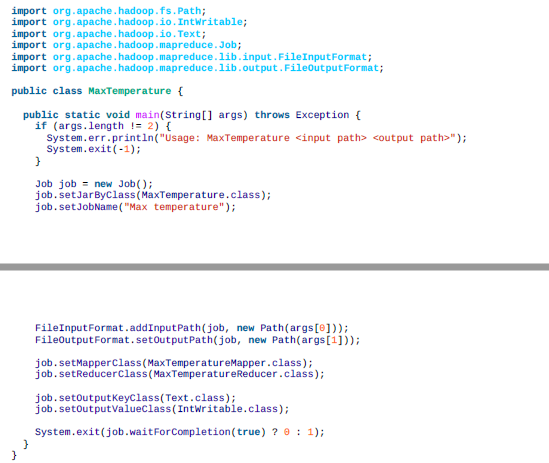 import org.apache.hadoop.fs.Path;
import org.apache.hadoop.io.IntWritable;
import org.apache.hadoop.io.Text;
import org.apache.hadoop.mapreduce.Job;
import org.apache.hadoop.mapreduce.lib.input.FileInputFormat;
import org.apache.hadoop.mapreduce.lib.output.FileOutputFormat;

public class MaxTemperature {

  public static void main(String[] args) throws Exception {
    if (args.length != 2) {
      System.err.println("Usage: MaxTemperature <input path> <output path>");
      System.exit(-1);
    }

    Job job = new Job();
    job.setJarByClass(MaxTemperature.class);
    job.setJobName("Max temperature");

    FileInputFormat.addInputPath(job, new Path(args[0]));
    FileOutputFormat.setOutputPath(job, new Path(args[1]));

    job.setMapperClass(MaxTemperatureMapper.class);
    job.setReducerClass(MaxTemperatureReducer.class);

    job.setOutputKeyClass(Text.class);
    job.setOutputValueClass(IntWritable.class);

    System.exit(job.waitForCompletion(true) ? 0 : 1);
  }
}